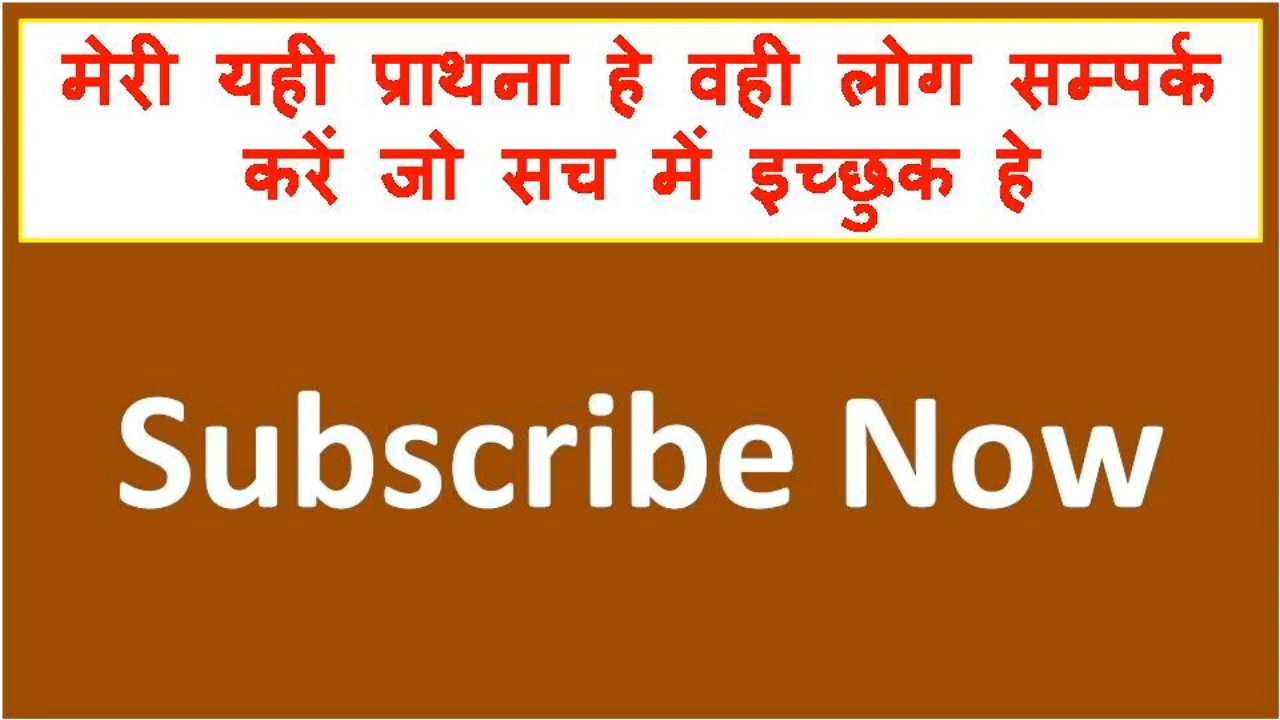 मेरी यही प्राथना हे वही लोग सम्पर्क
करें जो सच में इच्छुक हे
Subscribe Now